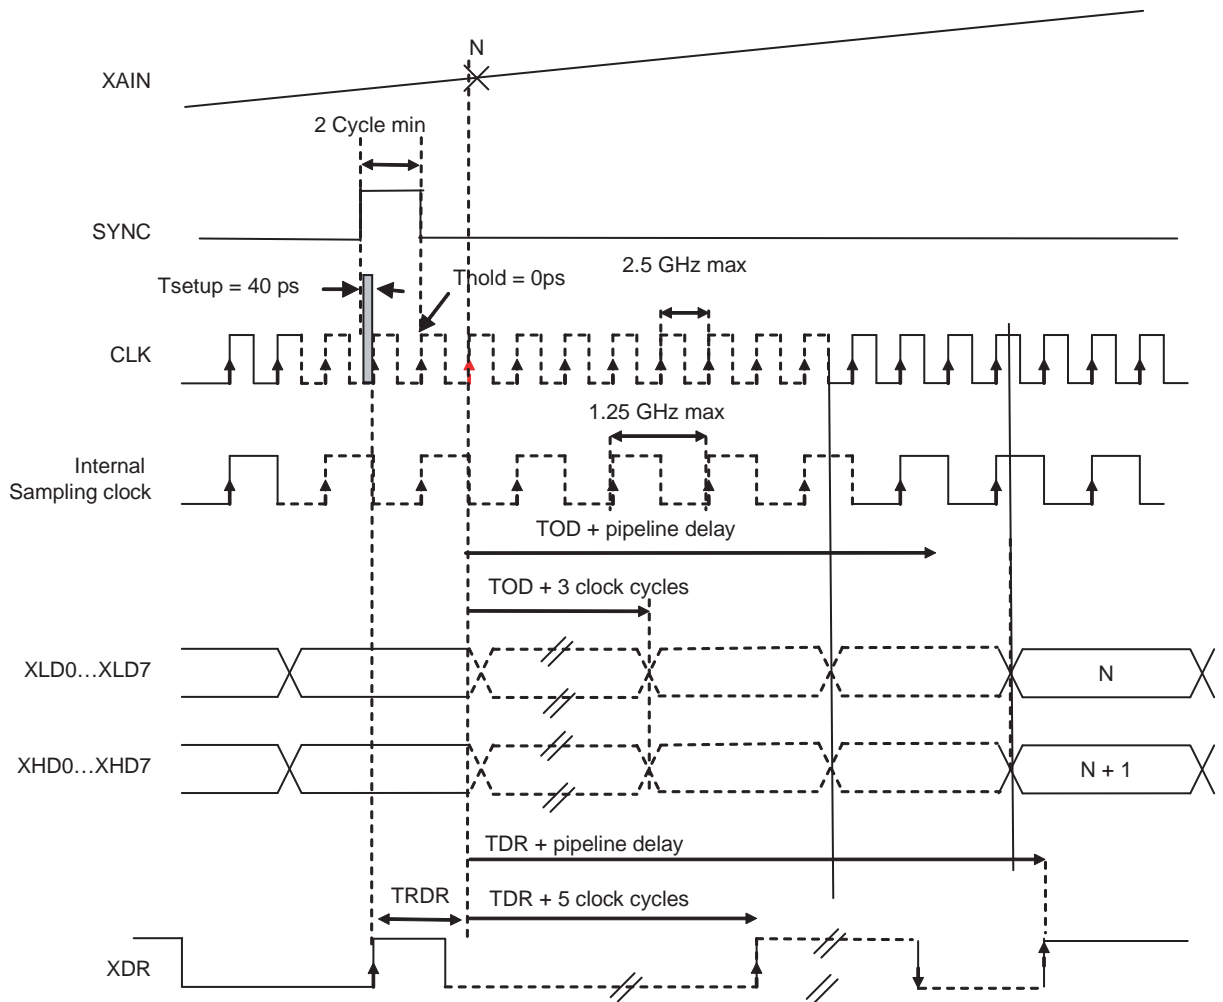 N
XAIN
2 Cycle min
SYNC
2.5 GHz max
Tsetup = 40 ps
Thold = 0ps
CLK
1.25 GHz max
Internal
Sampling clock
TOD + pipeline delay
TOD + 3 clock cycles
XLD0…XLD7
N
XHD0…XHD7
N + 1
TDR + pipeline delay
TRDR
TDR + 5 clock cycles
XDR